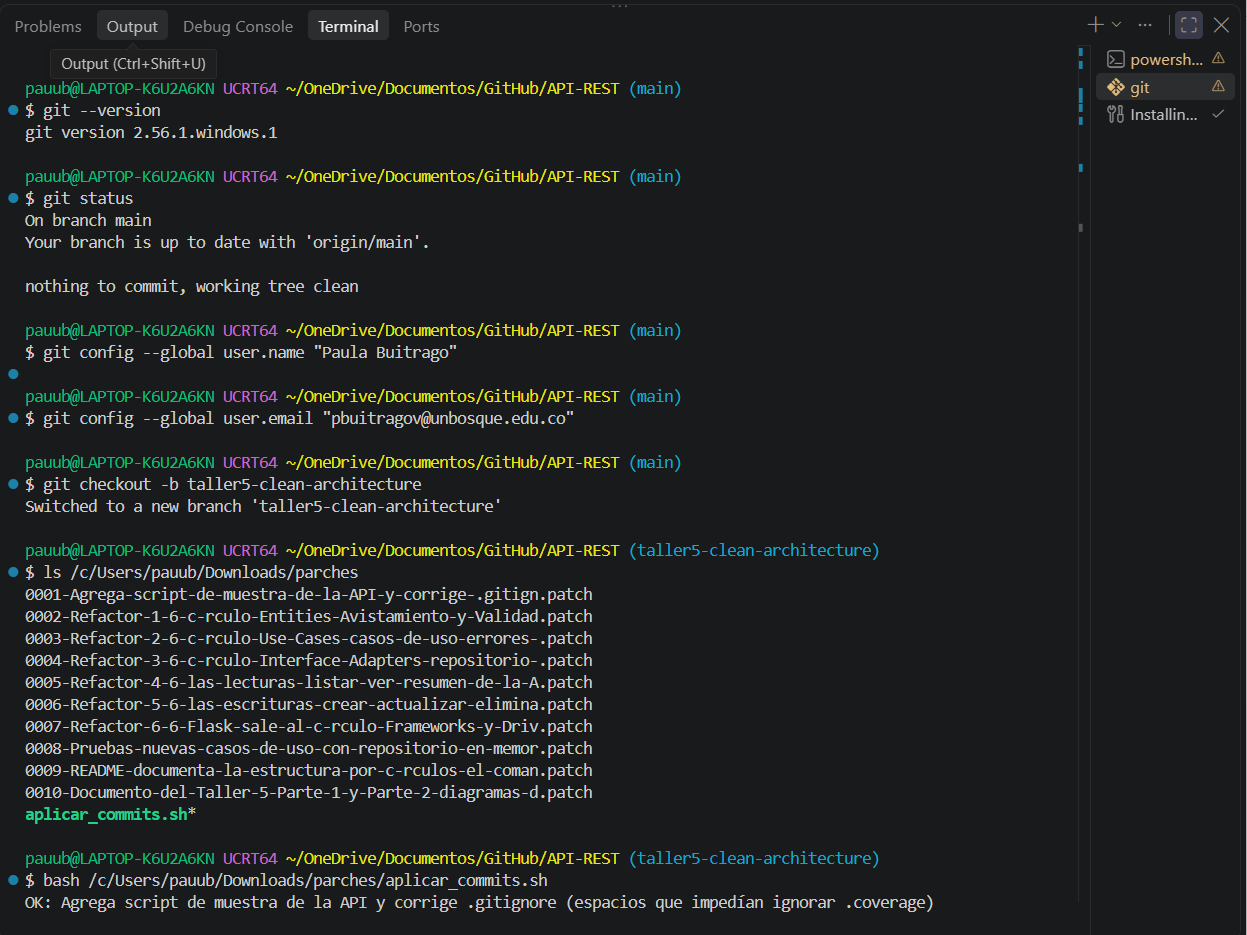 Problems Output Debug Console Terminal Ports
Output (Ctrl+Shift+U)
powersh...
git
Installin...
pauub@LAPTOP-K6U2A6KN UCRT64 ~/OneDrive/Documentos/GitHub/API-REST (main)
$ git --version
git version 2.56.1.windows.1
pauub@LAPTOP-K6U2A6KN UCRT64 ~/OneDrive/Documentos/GitHub/API-REST (main)
$ git status
On branch main
Your branch is up to date with 'origin/main'.
nothing to commit, working tree clean
pauub@LAPTOP-K6U2A6KN UCRT64 ~/OneDrive/Documentos/GitHub/API-REST (main)
$ git config --global user.name "Paula Buitrago"
pauub@LAPTOP-K6U2A6KN UCRT64 ~/OneDrive/Documentos/GitHub/API-REST (main)
$ git config --global user.email "pbuitragov@unbosque.edu.co"
pauub@LAPTOP-K6U2A6KN UCRT64 ~/OneDrive/Documentos/GitHub/API-REST (main)
$ git checkout -b taller5-clean-architecture
Switched to a new branch 'taller5-clean-architecture'
pauub@LAPTOP-K6U2A6KN UCRT64 ~/OneDrive/Documentos/GitHub/API-REST (taller5-clean-architecture)
$ ls /c/Users/pauub/Downloads/parches
0001-Agrega-script-de-muestra-de-la-API-y-corrige-.gitign.patch
0002-Refactor-1-6-c-rculo-Entities-Avistamiento-y-Validad.patch
0003-Refactor-2-6-c-rculo-Use-Cases-casos-de-uso-errores-.patch
0004-Refactor-3-6-c-rculo-Interface-Adapters-repositorio-.patch
0005-Refactor-4-6-las-lecturas-listar-ver-resumen-de-la-A.patch
0006-Refactor-5-6-las-escrituras-crear-actualizar-elimina.patch
0007-Refactor-6-6-Flask-sale-al-c-rculo-Frameworks-y-Driv.patch
0008-Pruebas-nuevas-casos-de-uso-con-repositorio-en-memor.patch
0009-README-documenta-la-estructura-por-c-rculos-el-coman.patch
0010-Documento-del-Taller-5-Parte-1-y-Parte-2-diagramas-d.patch
aplicar_commits.sh*
pauub@LAPTOP-K6U2A6KN UCRT64 ~/OneDrive/Documentos/GitHub/API-REST (taller5-clean-architecture)
$ bash /c/Users/pauub/Downloads/parches/aplicar_commits.sh
OK: Agrega script de muestra de la API y corrige .gitignore (espacios que impedían ignorar .coverage)